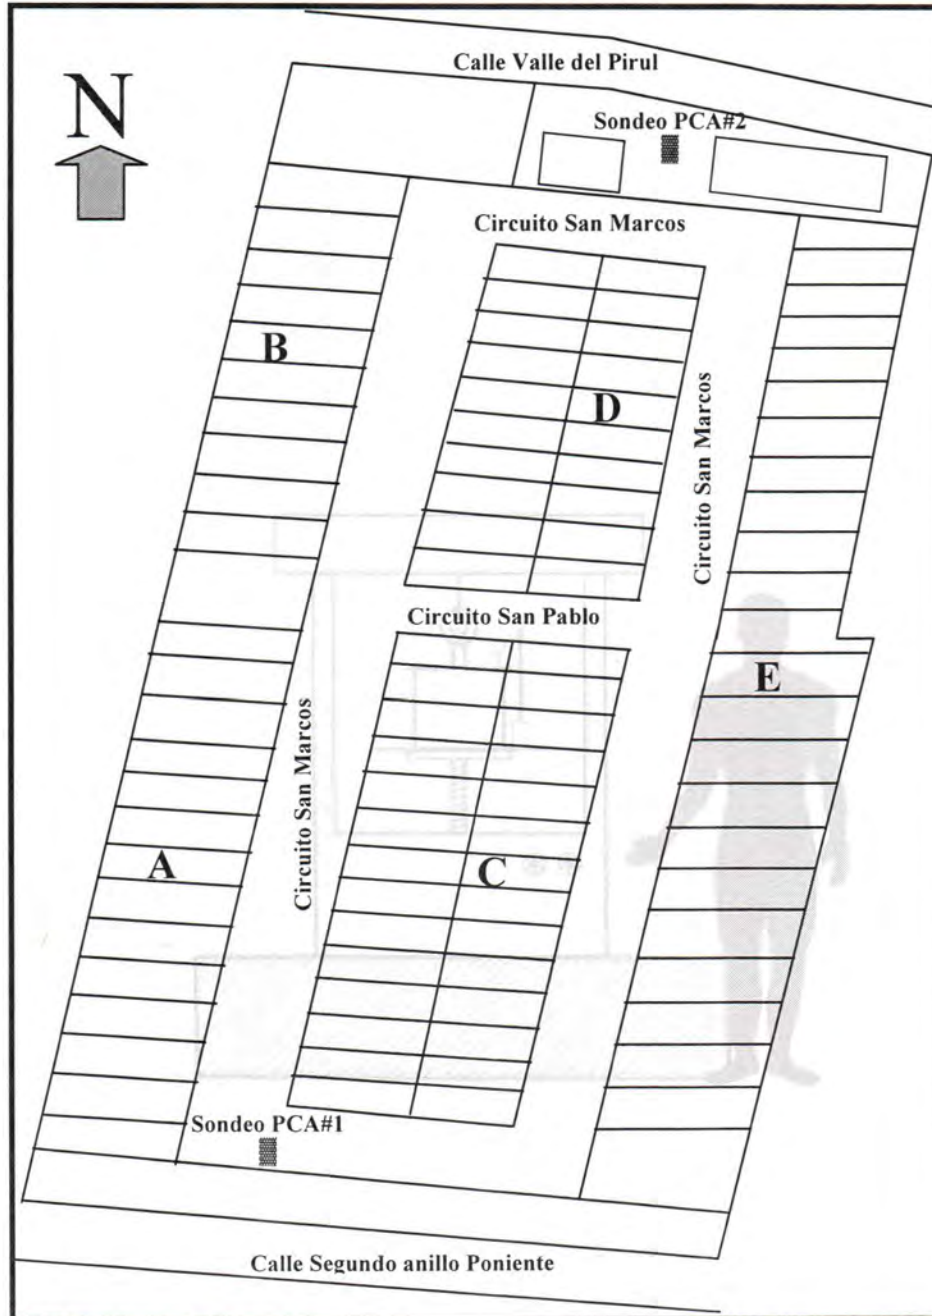 Calle Valle del Pirul
N
Sondeo PCA#2
Circuito San Marcos
B
D
Circuito San Marcos
Circuito San Pablo
E
Circuito San Marcos
A
C
Sondeo PCA#1
Calle Segundo anillo Poniente